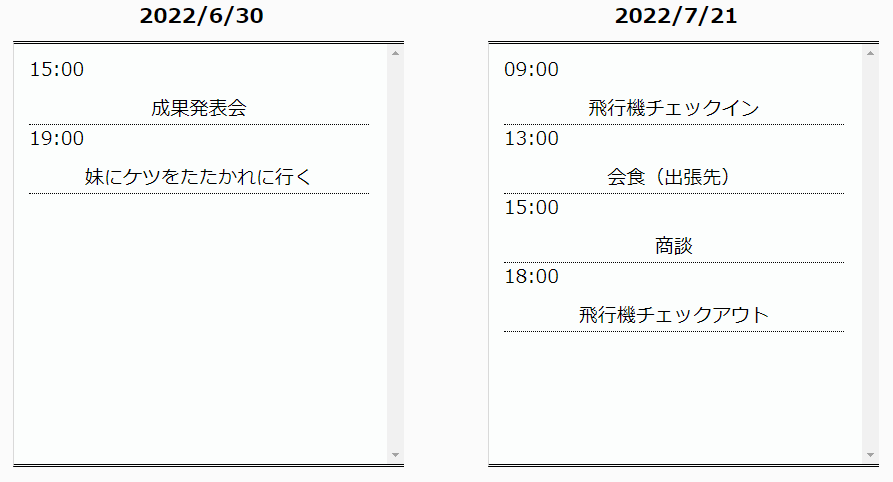 2022/6/30
15:00
成果発表会
19:00
妹にケツをたたかれに行く
2022/7/21
09:00
飛行機チェックイン
13:00
会食（出張先）
15:00
商談
18:00
飛行機チェックアウト